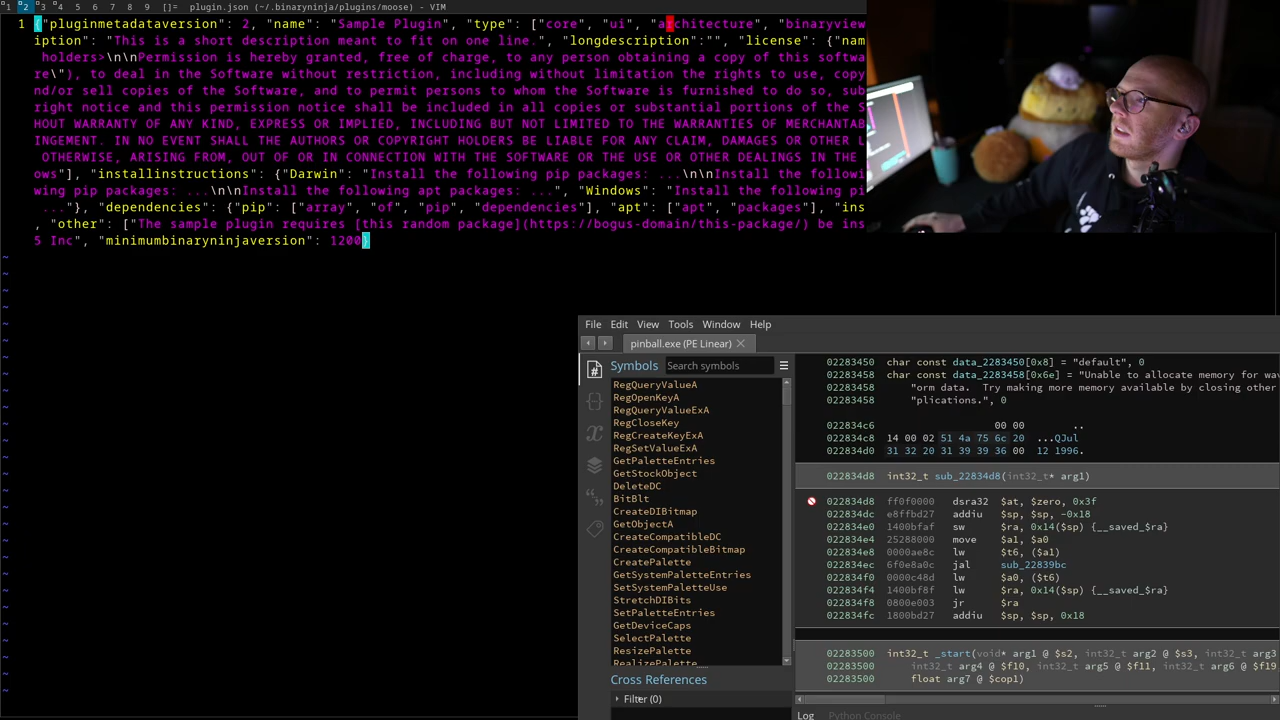 1 2 3 4 5 6 7 8 9 []= plugin.json (~/.binaryninja/plugins/moose) - VIM
1 {"pluginmetadataversion": 2, "name": "Sample Plugin", "type": ["core", "ui", "architecture", "binaryview
iption": "This is a short description meant to fit on one line.", "longdescription":"", "license": {"nam
holders>\n\nPermission is hereby granted, free of charge, to any person obtaining a copy of this softwa
re\"), to deal in the Software without restriction, including without limitation the rights to use, copy
nd/or sell copies of the Software, and to permit persons to whom the Software is furnished to do so, sub
right notice and this permission notice shall be included in all copies or substantial portions of the S
HOUT WARRANTY OF ANY KIND, EXPRESS OR IMPLIED, INCLUDING BUT NOT LIMITED TO THE WARRANTIES OF MERCHANTAB
INGEMENT. IN NO EVENT SHALL THE AUTHORS OR COPYRIGHT HOLDERS BE LIABLE FOR ANY CLAIM, DAMAGES OR OTHER L
OTHERWISE, ARISING FROM, OUT OF OR IN CONNECTION WITH THE SOFTWARE OR THE USE OR OTHER DEALINGS IN THE
ows"], "installinstructions": {"Darwin": "Install the following pip packages: ...\n\nInstall the followi
wing pip packages: ...\n\nInstall the following apt packages: ...", "Windows": "Install the following pi
..."}, "dependencies": {"pip": ["array", "of", "pip", "dependencies"], "apt": ["apt", "packages"], "ins
, "other": ["The sample plugin requires [this random package](https://bogus-domain/this-package/) be ins
5 Inc", "minimumbinaryninjaversion": 1200}
File Edit View Tools Window Help
pinball.exe (PE Linear)
Symbols Search symbols
RegQueryValueA
RegOpenKeyA
RegQueryValueExA
RegCloseKey
RegCreateKeyExA
RegSetValueExA
GetPaletteEntries
GetStockObject
DeleteDC
BitBlt
CreateDIBitmap
GetObjectA
CreateCompatibleDC
CreateCompatibleBitmap
CreatePalette
GetSystemPaletteEntries
SetSystemPaletteUse
StretchDIBits
SetPaletteEntries
GetDeviceCaps
SelectPalette
ResizePalette
RealizePalette
Cross References
Filter (0)
02283450 char const data_2283450[0x8] = "default", 0
02283458 char const data_2283458[0x6e] = "Unable to allocate memory for wav
02283458 "orm data.  Try making more memory available by closing other
02283458 "plications.", 0
022834c6 00 00 ..
022834c8 14 00 02 51 4a 75 6c 20 ...QJul
022834d0 31 32 20 31 39 39 36 00 12 1996.
022834d8 int32_t sub_22834d8(int32_t* arg1)
022834d8 ff0f0000 dsra32 $at, $zero, 0x3f
022834dc e8ffbd27 addiu $sp, $sp, -0x18
022834e0 1400bfaf sw $ra, 0x14($sp) {__saved_$ra}
022834e4 25288000 move $a1, $a0
022834e8 0000ae8c lw $t6, ($a1)
022834ec 6f0e8a0c jal sub_22839bc
022834f0 0000c48d lw $a0, ($t6)
022834f4 1400bf8f lw $ra, 0x14($sp) {__saved_$ra}
022834f8 0800e003 jr $ra
022834fc 1800bd27 addiu $sp, $sp, 0x18
02283500 int32_t _start(void* arg1 @ $s2, int32_t arg2 @ $s3, int32_t arg3
02283500 int32_t arg4 @ $f10, int32_t arg5 @ $f11, int32_t arg6 @ $f19
02283500 float arg7 @ $cop1)
Log Python Console